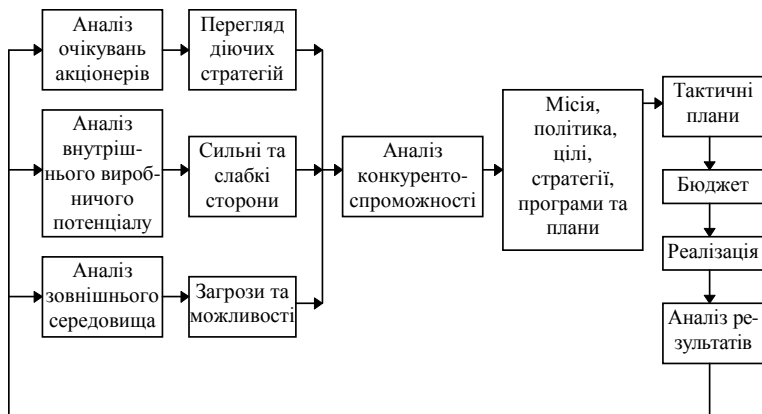 Аналіз
очікувань
акціонерів
Перегляд
діючих
стратегій
Аналіз
внутріш-
нього вироб-
ничого
потенціалу
Сильні та
слабкі
сторони
Аналіз
зовнішнього
середовища
Загрози та
можливості
Аналіз
конкуренто-
спроможності
Місія,
політика,
цілі,
стратегії,
програми та
плани
Тактичні
плани
Бюджет
Реалізація
Аналіз ре-
зультатів